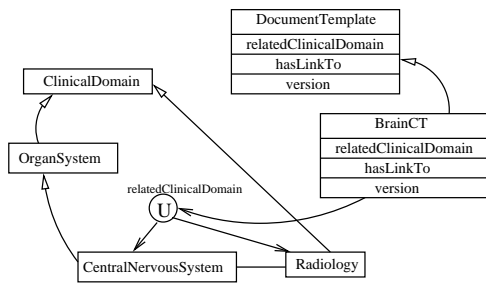 DocumentTemplate
relatedClinicalDomain
hasLinkTo
version
ClinicalDomain
BrainCT
relatedClinicalDomain
hasLinkTo
version
OrganSystem
relatedClinicalDomain
U
CentralNervousSystem
Radiology